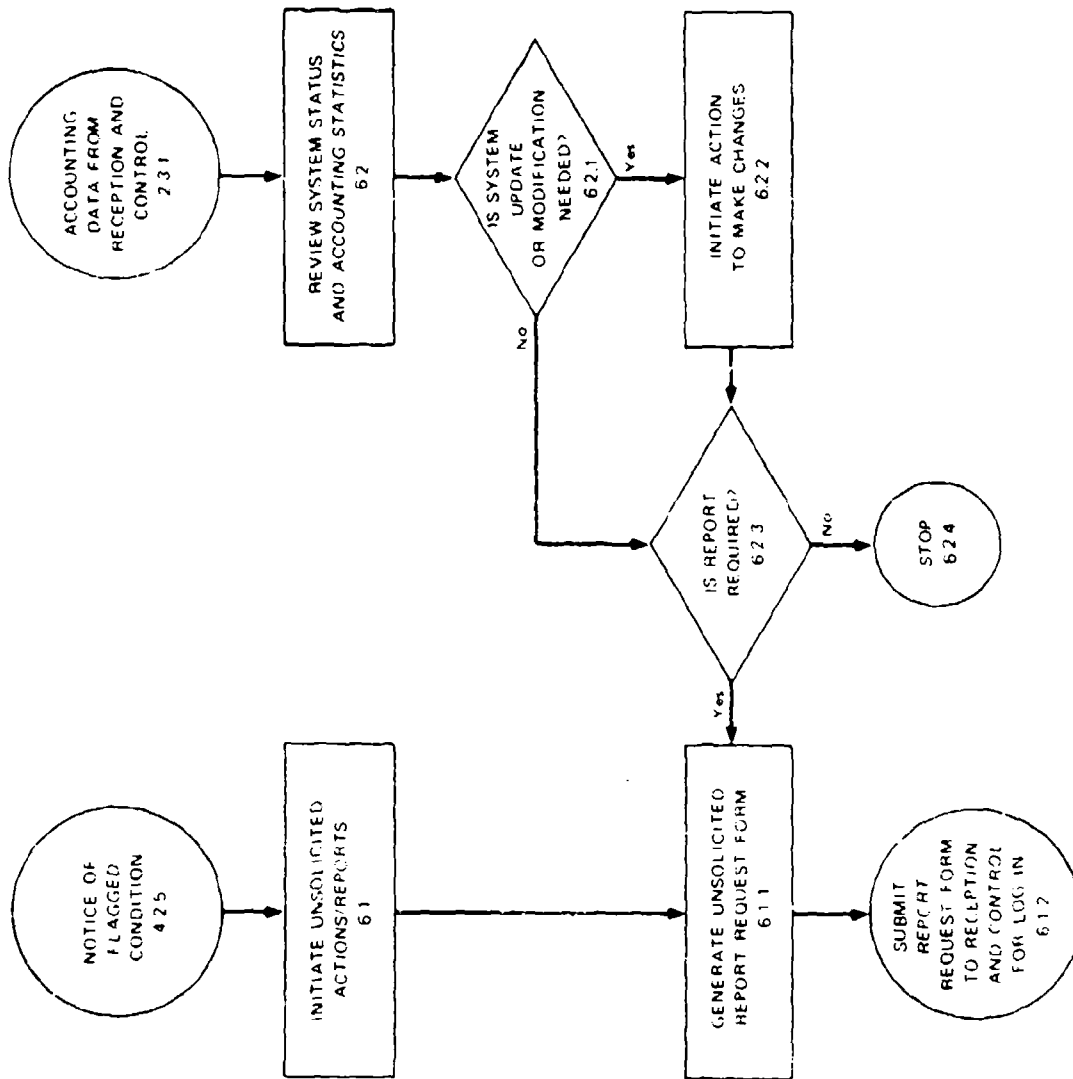 NOTICE OF
FLAGGED
CONDITION
4 2 5
INITIATE UNSOLICITED
ACTIONS/REPORTS
6 1
GENERATE UNSOLICITED
REPORT REQUEST FORM
6 1 1
SUBMIT
REPORT
REQUEST FORM
TO RECEPTION
AND CONTROL
FOR LOG IN
6 1 2
ACCOUNTING
DATA FROM
RECEPTION AND
CONTROL
2 3 1
REVIEW SYSTEM STATUS
AND ACCOUNTING STATISTICS
6 2
IS SYSTEM
UPDATE
OR MODIFICATION
NEEDED?
6 2.1
No
Yes
INITIATE ACTION
TO MAKE CHANGES
6.2 2
IS REPORT
REQUIRED?
6 2 3
Yes
No
STOP
6 2 4